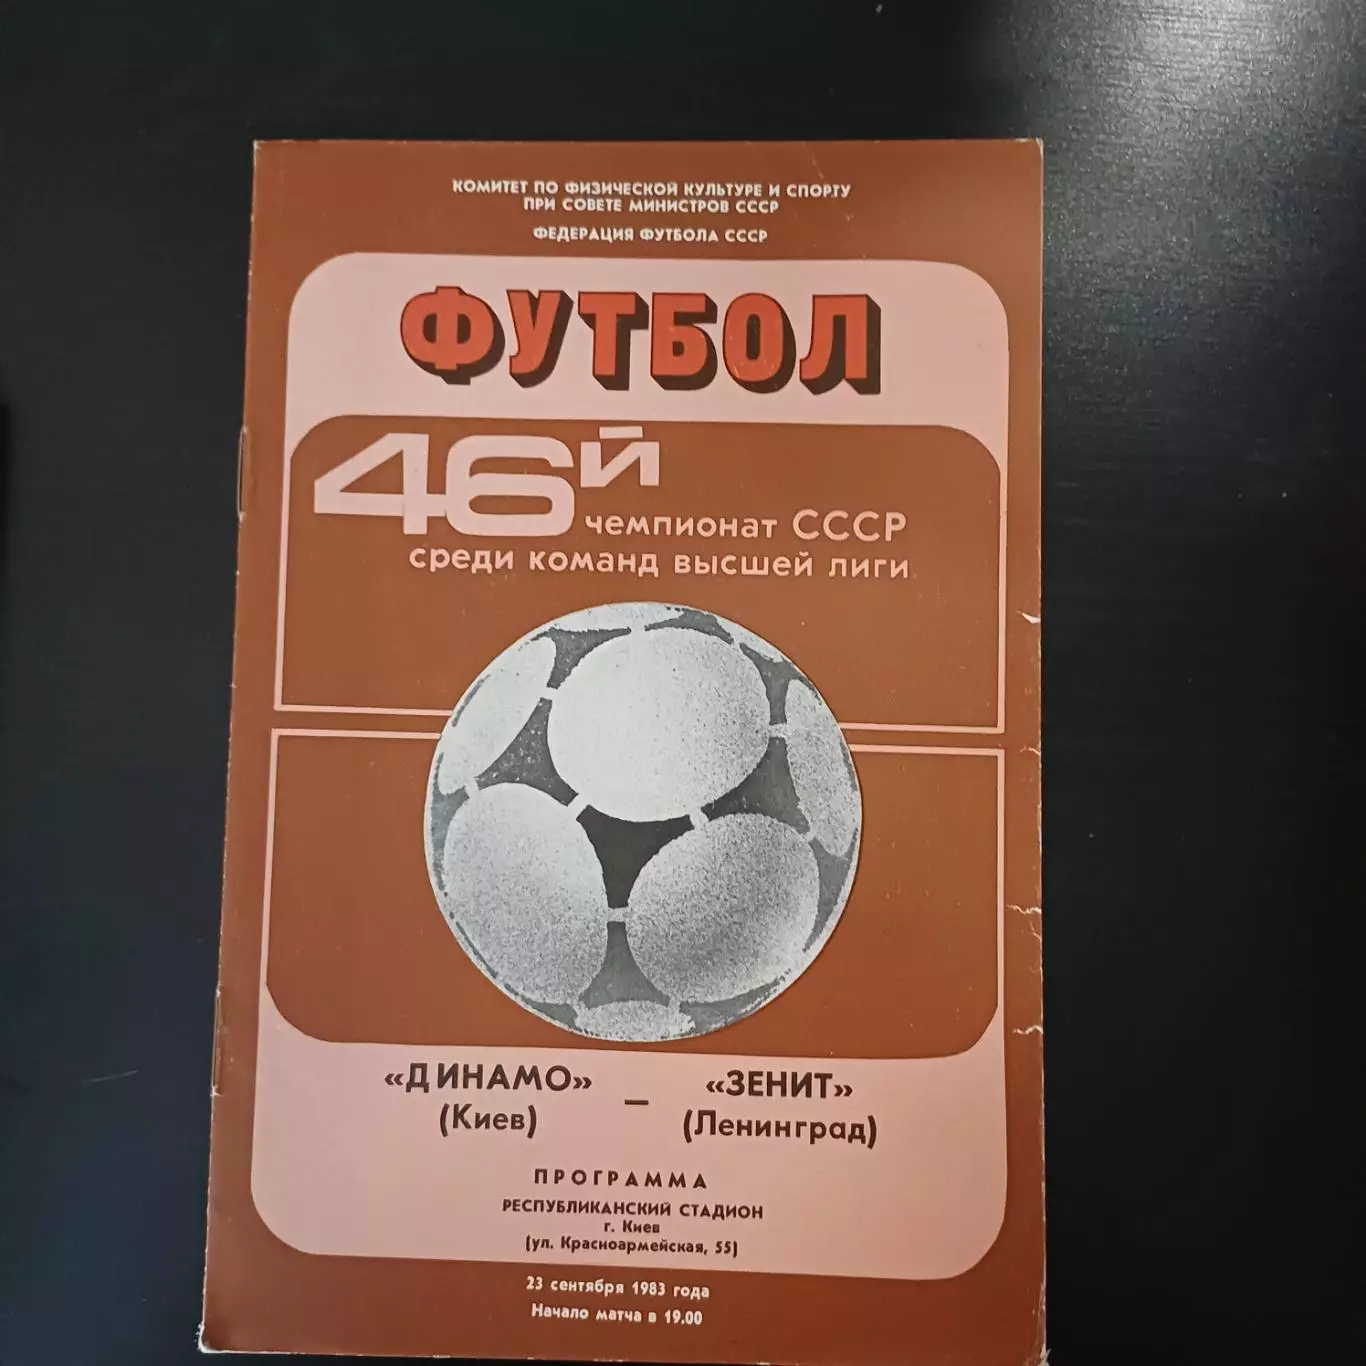 КОМИТЕТ ПО ФИЗИЧЕСКОЙ КУЛЬТУРЕ И СПОРТУ
ПРИ СОВЕТЕ МИНИСТРОВ СССР
ФЕДЕРАЦИЯ ФУТБОЛА СССР
ФУТБОЛ
46й
чемпионат СССР
среди команд высшей лиги
«ДИНАМО» – «ЗЕНИТ»
(Киев) (Ленинград)
ПРОГРАММА
РЕСПУБЛИКАНСКИЙ СТАДИОН
г. Киев
(ул. Красноармейская, 55)
23 сентября 1983 года
Начало матча в 19.00